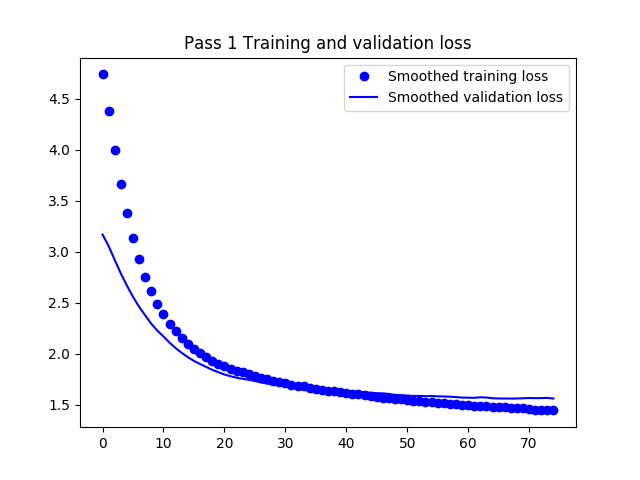 Pass 1 Training and validation loss
Smoothed training loss
Smoothed validation loss
4.5
4.0
3.5
3.0
2.5
2.0
1.5
0 10 20 30 40 50 60 70